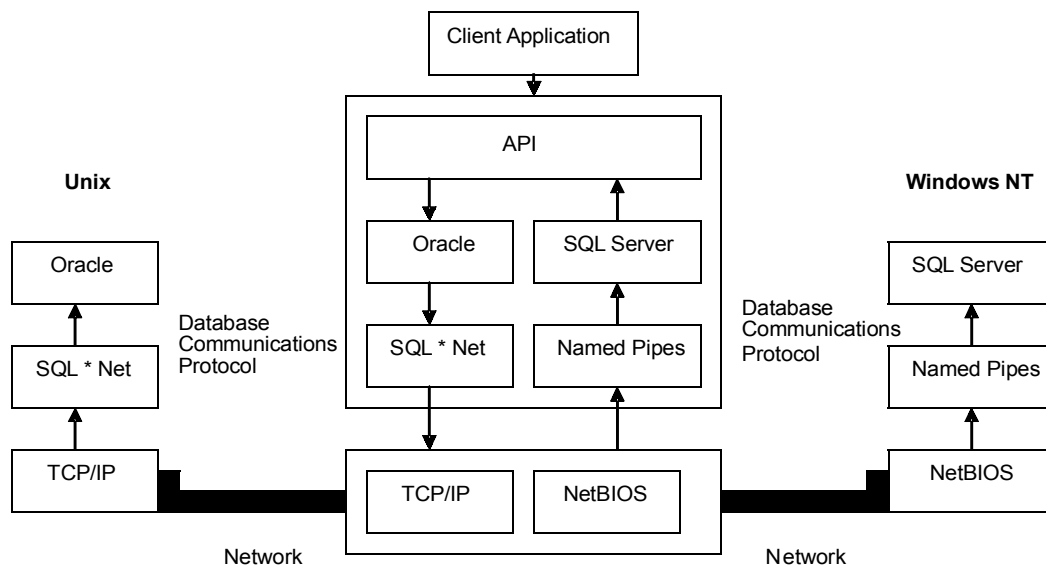 Client Application
API
Unix
Windows NT
Oracle
Oracle
SQL Server
SQL Server
Database
Communications
Protocol
Database
Communications
Protocol
SQL * Net
SQL * Net
Named Pipes
Named Pipes
TCP/IP
TCP/IP
NetBIOS
NetBIOS
Network
Network